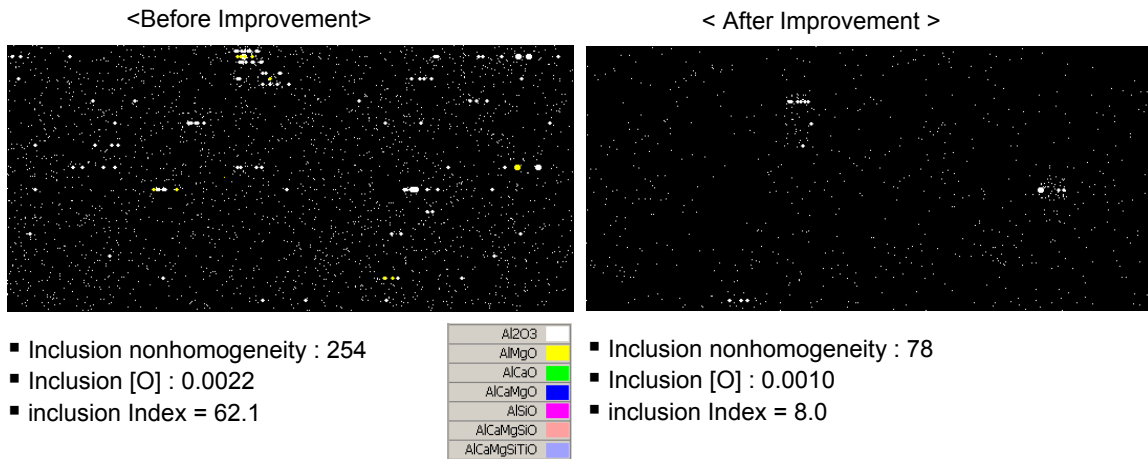 <Before Improvement>
< After Improvement >
▪ Inclusion nonhomogeneity : 254
▪ Inclusion [O] : 0.0022
▪ inclusion Index = 62.1
Al2O3
AlMgO
AlCaO
AlCaMgO
AlSiO
AlCaMgSiO
AlCaMgSiTiO
▪ Inclusion nonhomogeneity : 78
▪ Inclusion [O] : 0.0010
▪ inclusion Index = 8.0